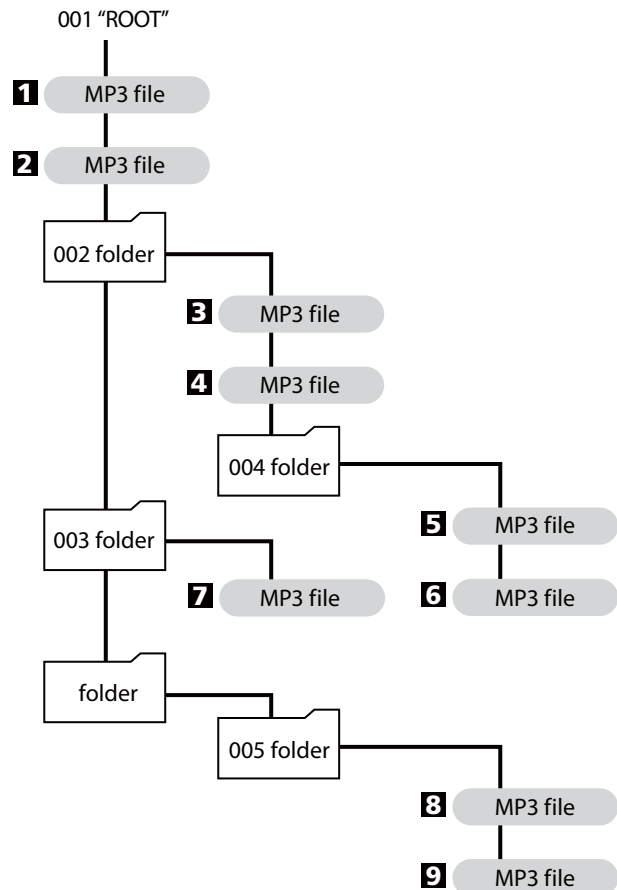 001 “ROOT”
1 MP3 file
2 MP3 file
002 folder
3 MP3 file
4 MP3 file
004 folder
5 MP3 file
003 folder
7 MP3 file
6 MP3 file
folder
005 folder
8 MP3 file
9 MP3 file